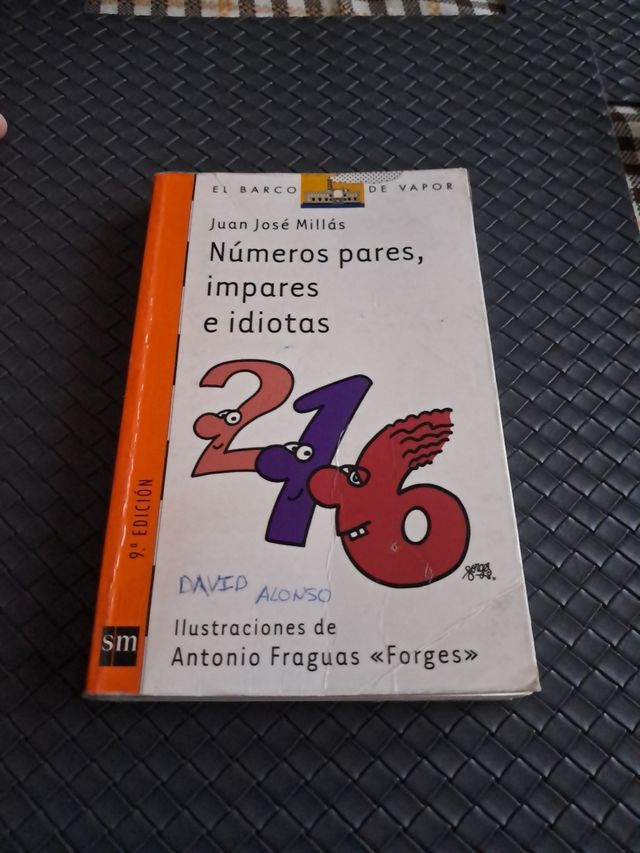 EL BARCO DE VAPOR
Juan José Millás
Números pares,
impares
e idiotas
216
9.ª EDICIÓN
DAVID ALONSO
Ilustraciones de
Antonio Fraguas «Forges»
sm